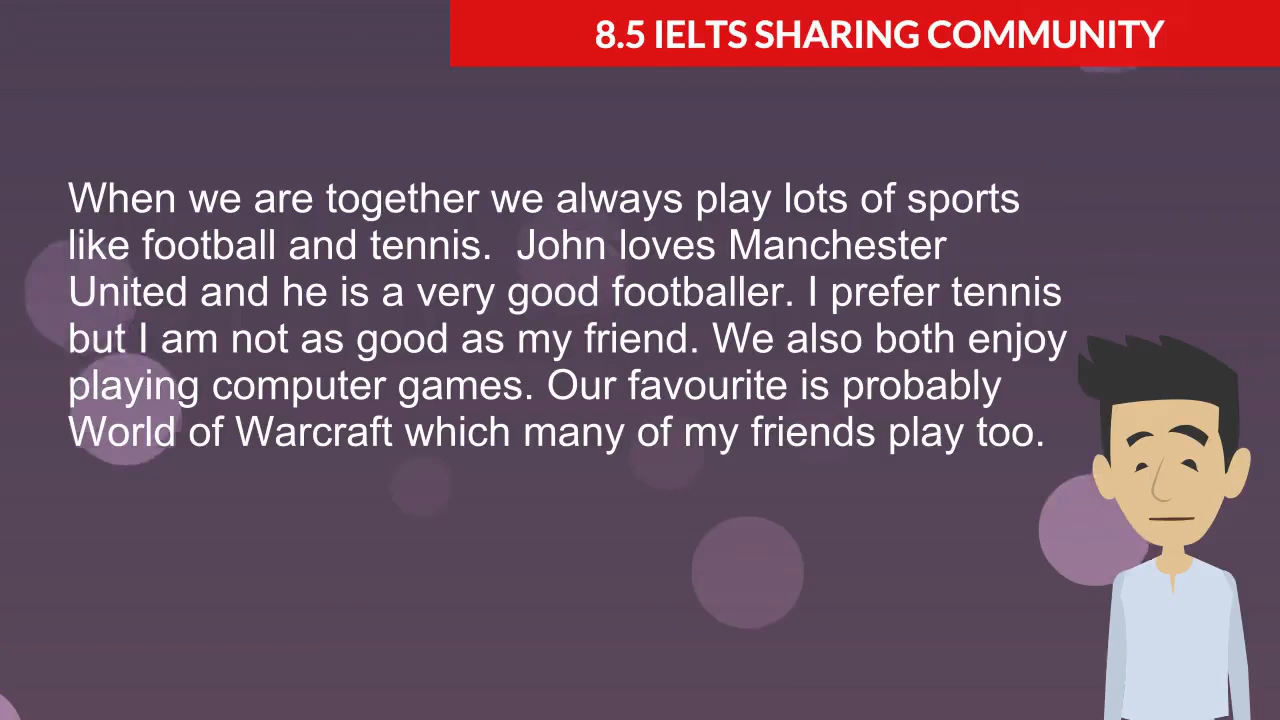 8.5 IELTS SHARING COMMUNITY
When we are together we always play lots of sports
like football and tennis.  John loves Manchester
United and he is a very good footballer. I prefer tennis
but I am not as good as my friend. We also both enjoy
playing computer games. Our favourite is probably
World of Warcraft which many of my friends play too.